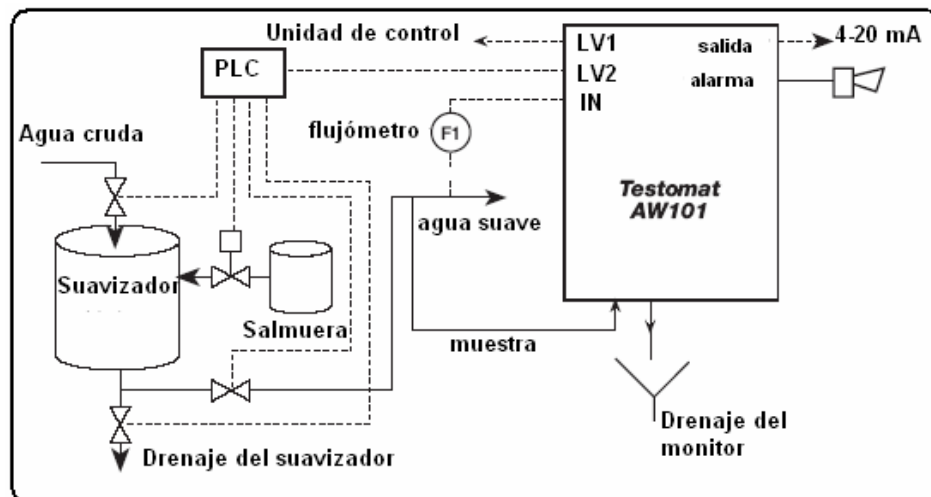 Unidad de control
LV1
salida
4-20 mA
PLC
LV2
alarma
IN
flujómetro
F1
Agua cruda
Testomat
AW101
agua suave
Suavizador
Salmuera
muestra
Drenaje del
monitor
Drenaje del suavizador